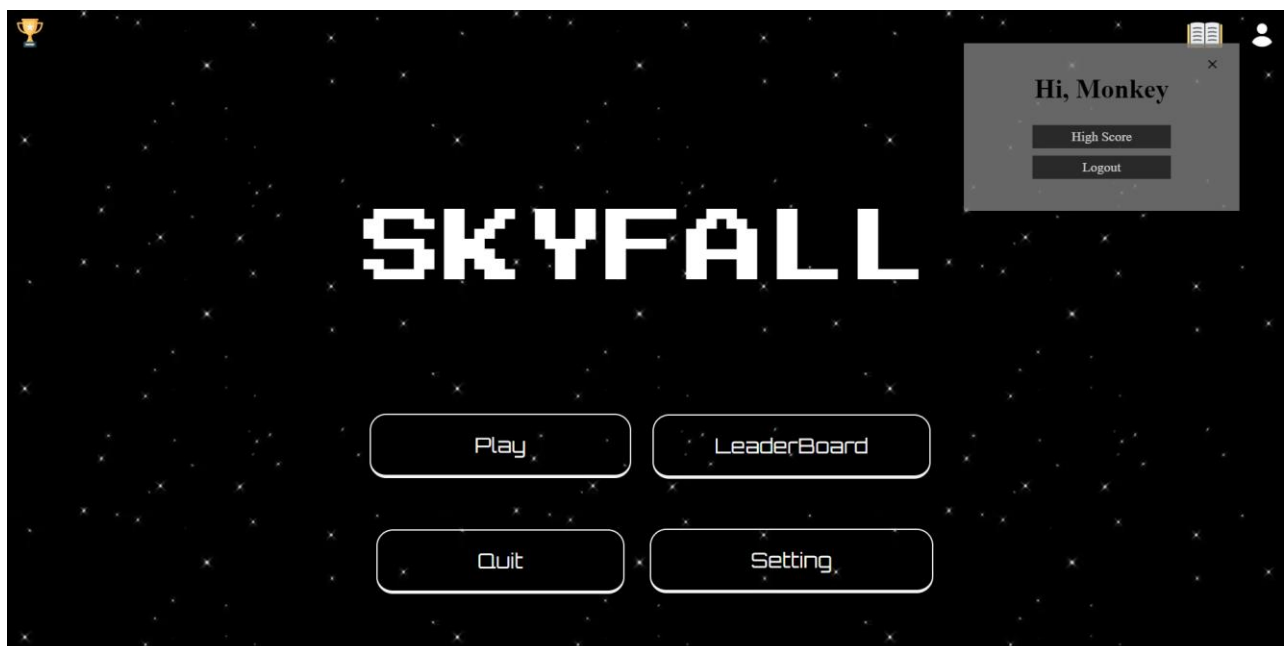 ×
Hi, Monkey
High Score
Logout
SKYFALL
Play
LeaderBoard
Quit
Setting